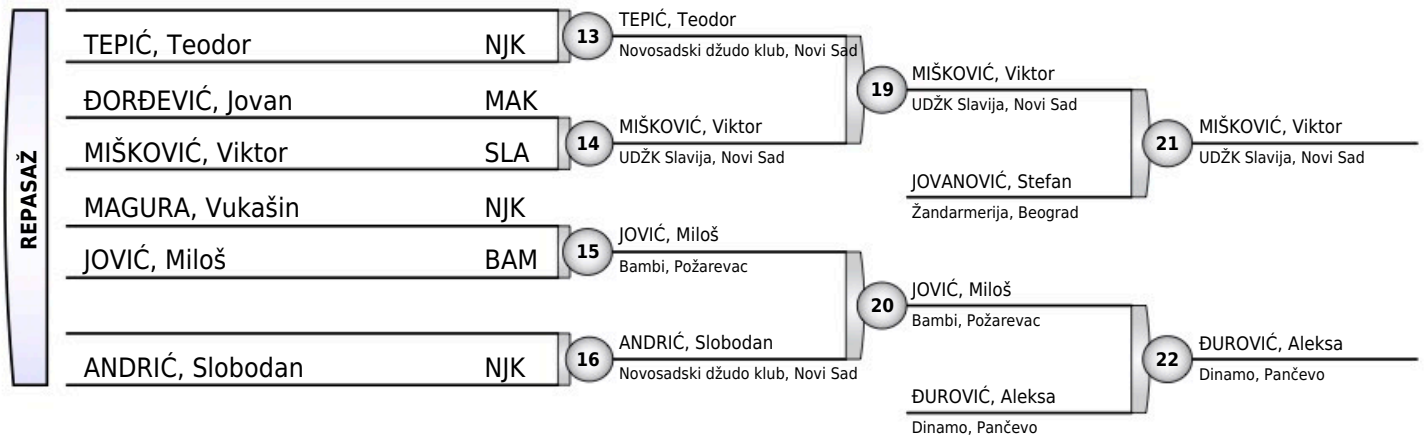 REPASAŽ
TEPIĆ, Teodor NJK
ĐORĐEVIĆ, Jovan MAK
MIŠKOVIĆ, Viktor SLA
MAGURA, Vukašin NJK
JOVIĆ, Miloš BAM
ANDRIĆ, Slobodan NJK
13
TEPIĆ, Teodor
Novosadski džudo klub, Novi Sad
14
MIŠKOVIĆ, Viktor
UDŽK Slavija, Novi Sad
15
JOVIĆ, Miloš
Bambi, Požarevac
16
ANDRIĆ, Slobodan
Novosadski džudo klub, Novi Sad
19
MIŠKOVIĆ, Viktor
UDŽK Slavija, Novi Sad
JOVANOVIĆ, Stefan
Žandarmerija, Beograd
20
JOVIĆ, Miloš
Bambi, Požarevac
ĐUROVIĆ, Aleksa
Dinamo, Pančevo
21
MIŠKOVIĆ, Viktor
UDŽK Slavija, Novi Sad
22
ĐUROVIĆ, Aleksa
Dinamo, Pančevo